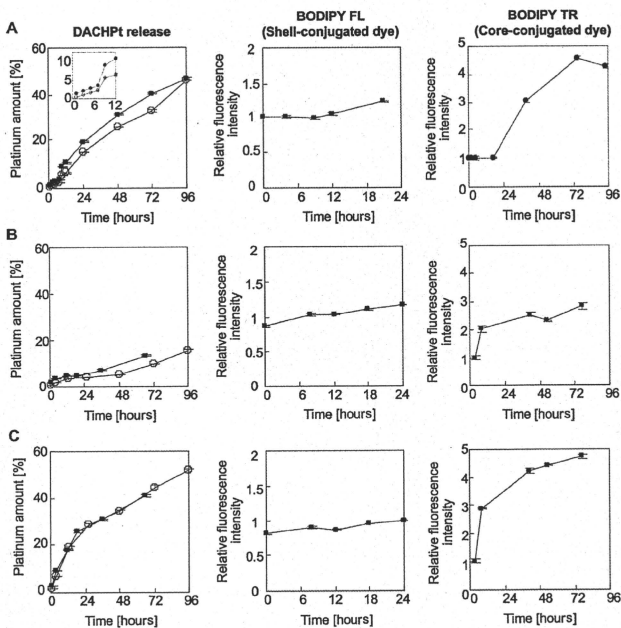 A
DACHPt release
BODIPY FL
(Shell-conjugated dye)
BODIPY TR
(Core-conjugated dye)
Platinum amount [%]
60
40
20
0
10
5
0
0 2 7 12
0 24 48 72 96
Time [hours]
Relative fluorescence
intensity
2
1.5
1
0.5
0
0 6 12 18 24
Time [hours]
Relative fluorescence
intensity
5
4
3
2
1
0 24 48 72 96
Time [hours]
B
Platinum amount [%]
60
40
20
0
0 24 48 72 96
Time [hours]
Relative fluorescence
intensity
2
1.5
1
0.5
0
0 6 12 18 24
Time [hours]
Relative fluorescence
intensity
5
4
3
2
1
0
0 24 48 72 96
Time [hours]
C
Platinum amount [%]
60
40
20
0
0 24 48 72 96
Time [hours]
Relative fluorescence
intensity
2
1.5
1
0.5
0
0 6 12 18 24
Time [hours]
Relative fluorescence
intensity
5
4
3
2
1
0
0 24 48 72 96
Time [hours]